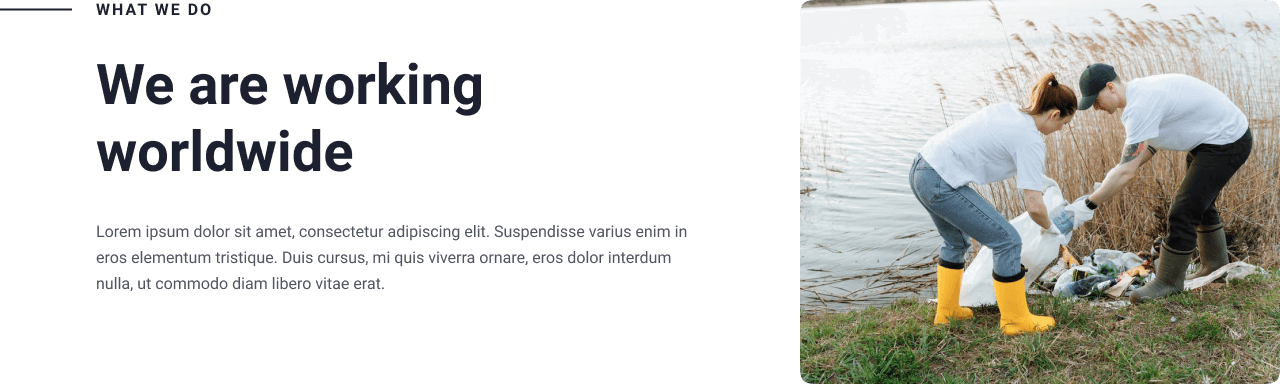 WHAT WE DO
We are working
worldwide
Lorem ipsum dolor sit amet, consectetur adipiscing elit. Suspendisse varius enim in
eros elementum tristique. Duis cursus, mi quis viverra ornare, eros dolor interdum
nulla, ut commodo diam libero vitae erat.